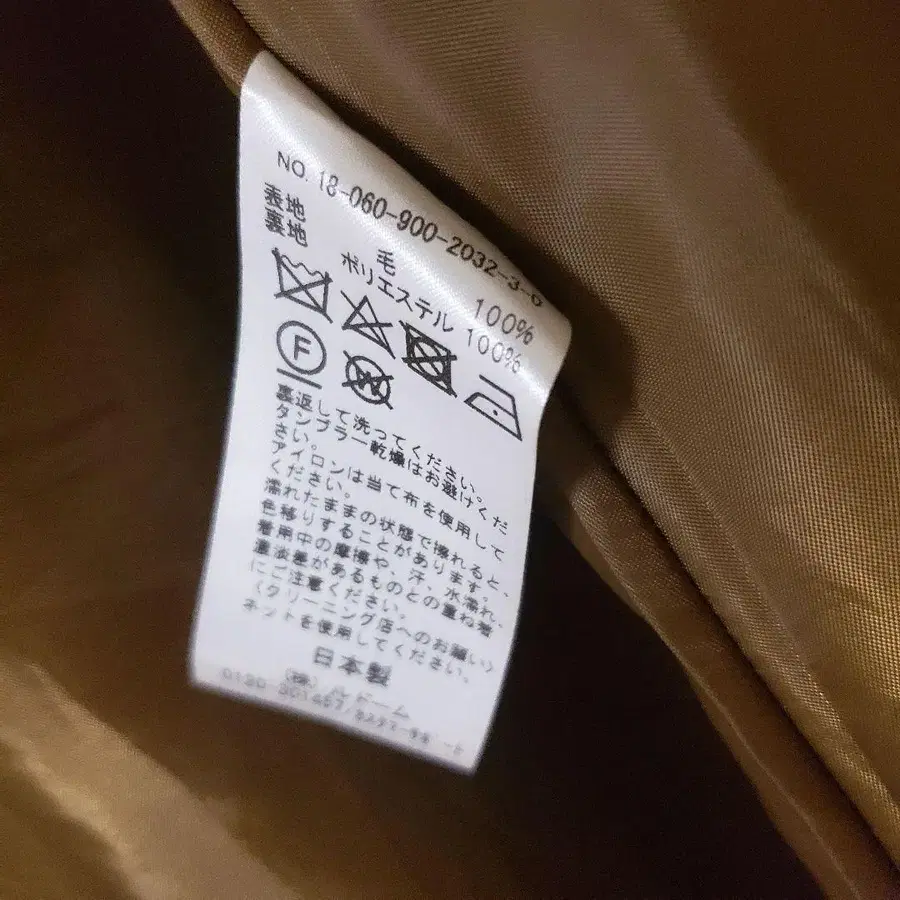 NO. 18-060-900-2032-3-0
表地 毛 100%
裏地 ポリエステル 100%
F
W
裏返して洗ってください。
タンブラー乾燥はお避けくだ
さい。
アイロンは当て布を使用して
ください。
濡れたままの状態で擦れると、
色移りすることがあります。
着用中の摩擦や、汗、水濡れ、
濃淡差があるものとの重ね着
にご注意ください。
〈クリーニング店へのお願い〉
ネットを使用してください。
日本製
(株)ルドーム